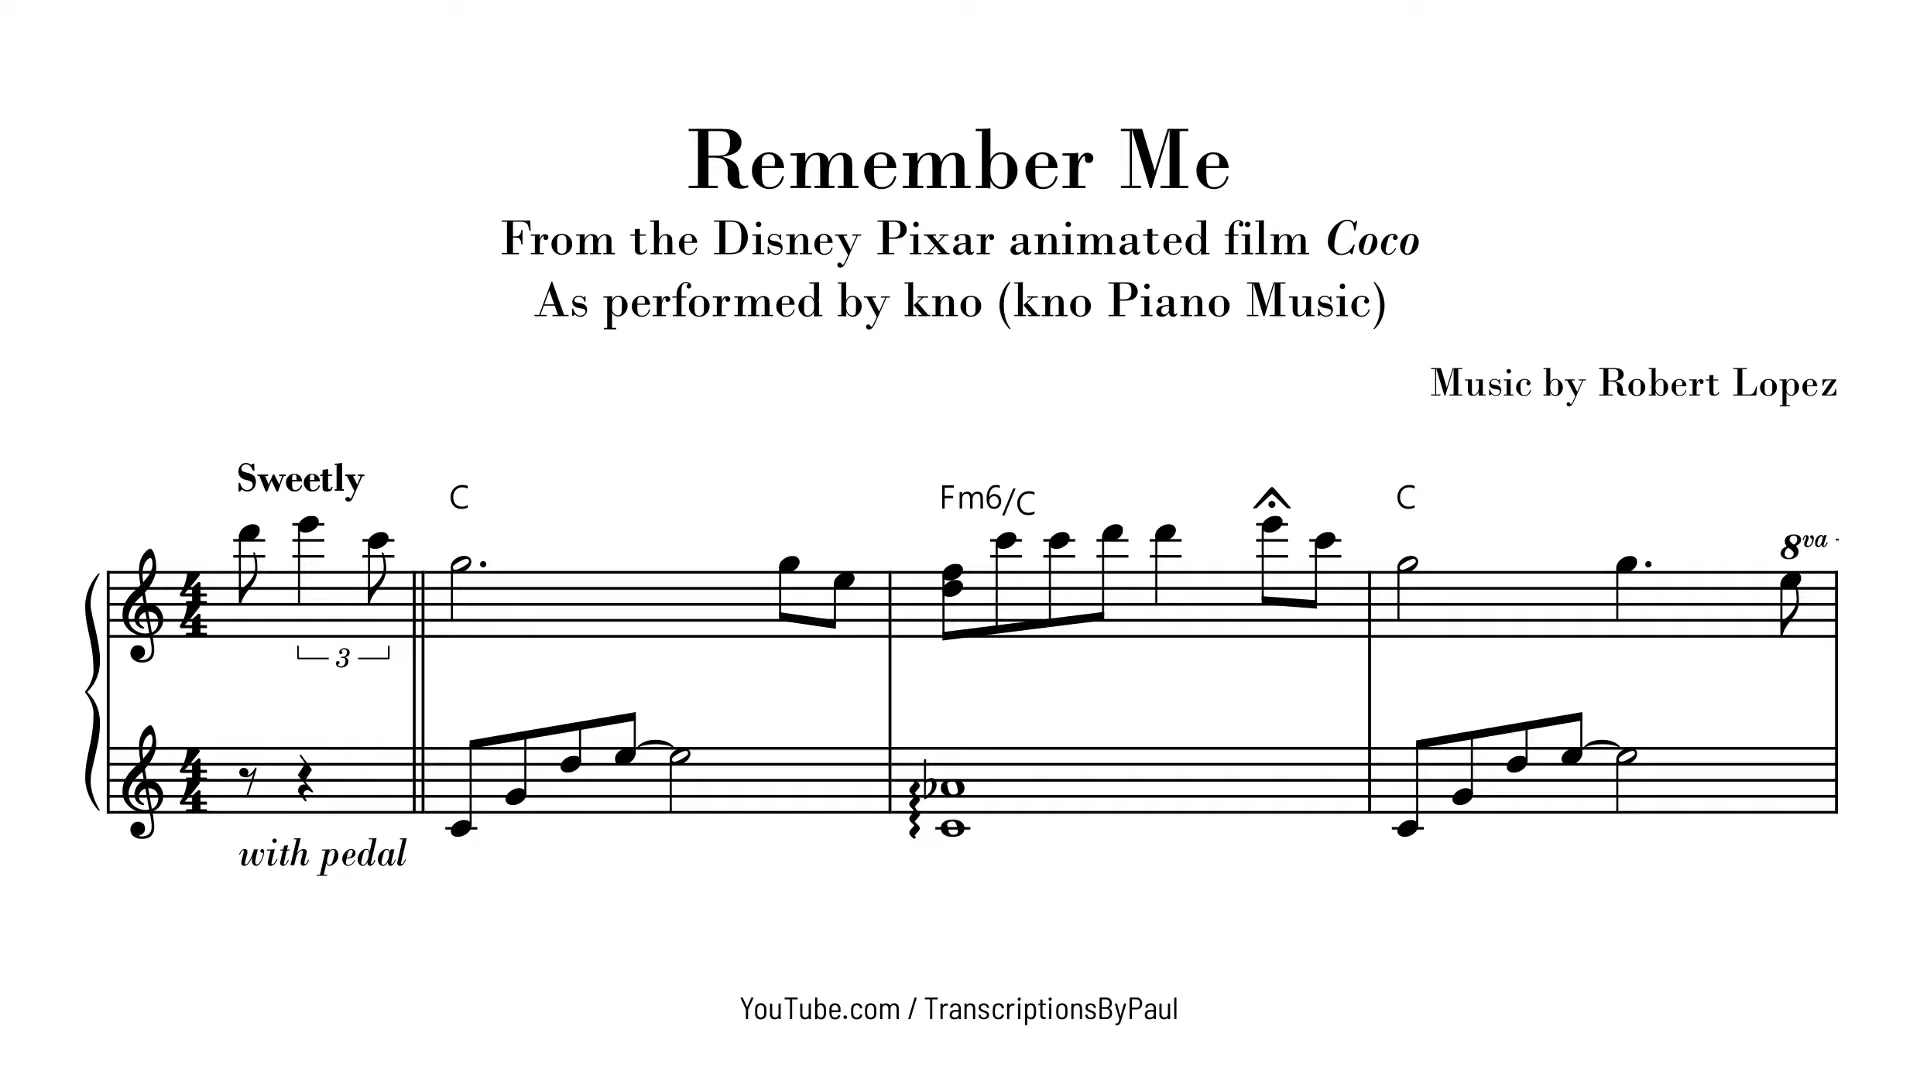 Remember Me
From the Disney Pixar animated film Coco
As performed by kno (kno Piano Music)
Music by Robert Lopez
Sweetly
C Fm6/C C
8va
3
with pedal
YouTube.com / TranscriptionsByPaul